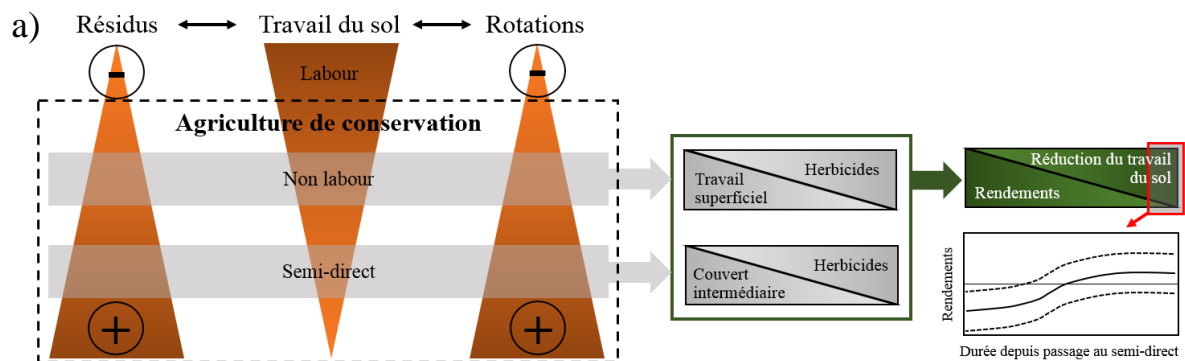 a)
Résidus
Travail du sol
Rotations
-
Labour
-
Agriculture de conservation
Non labour
Semi-direct
+
+
Travail
superficiel
Herbicides
Couvert
intermédiaire
Herbicides
Réduction du travail
du sol
Rendements
Rendements
Durée depuis passage au semi-direct